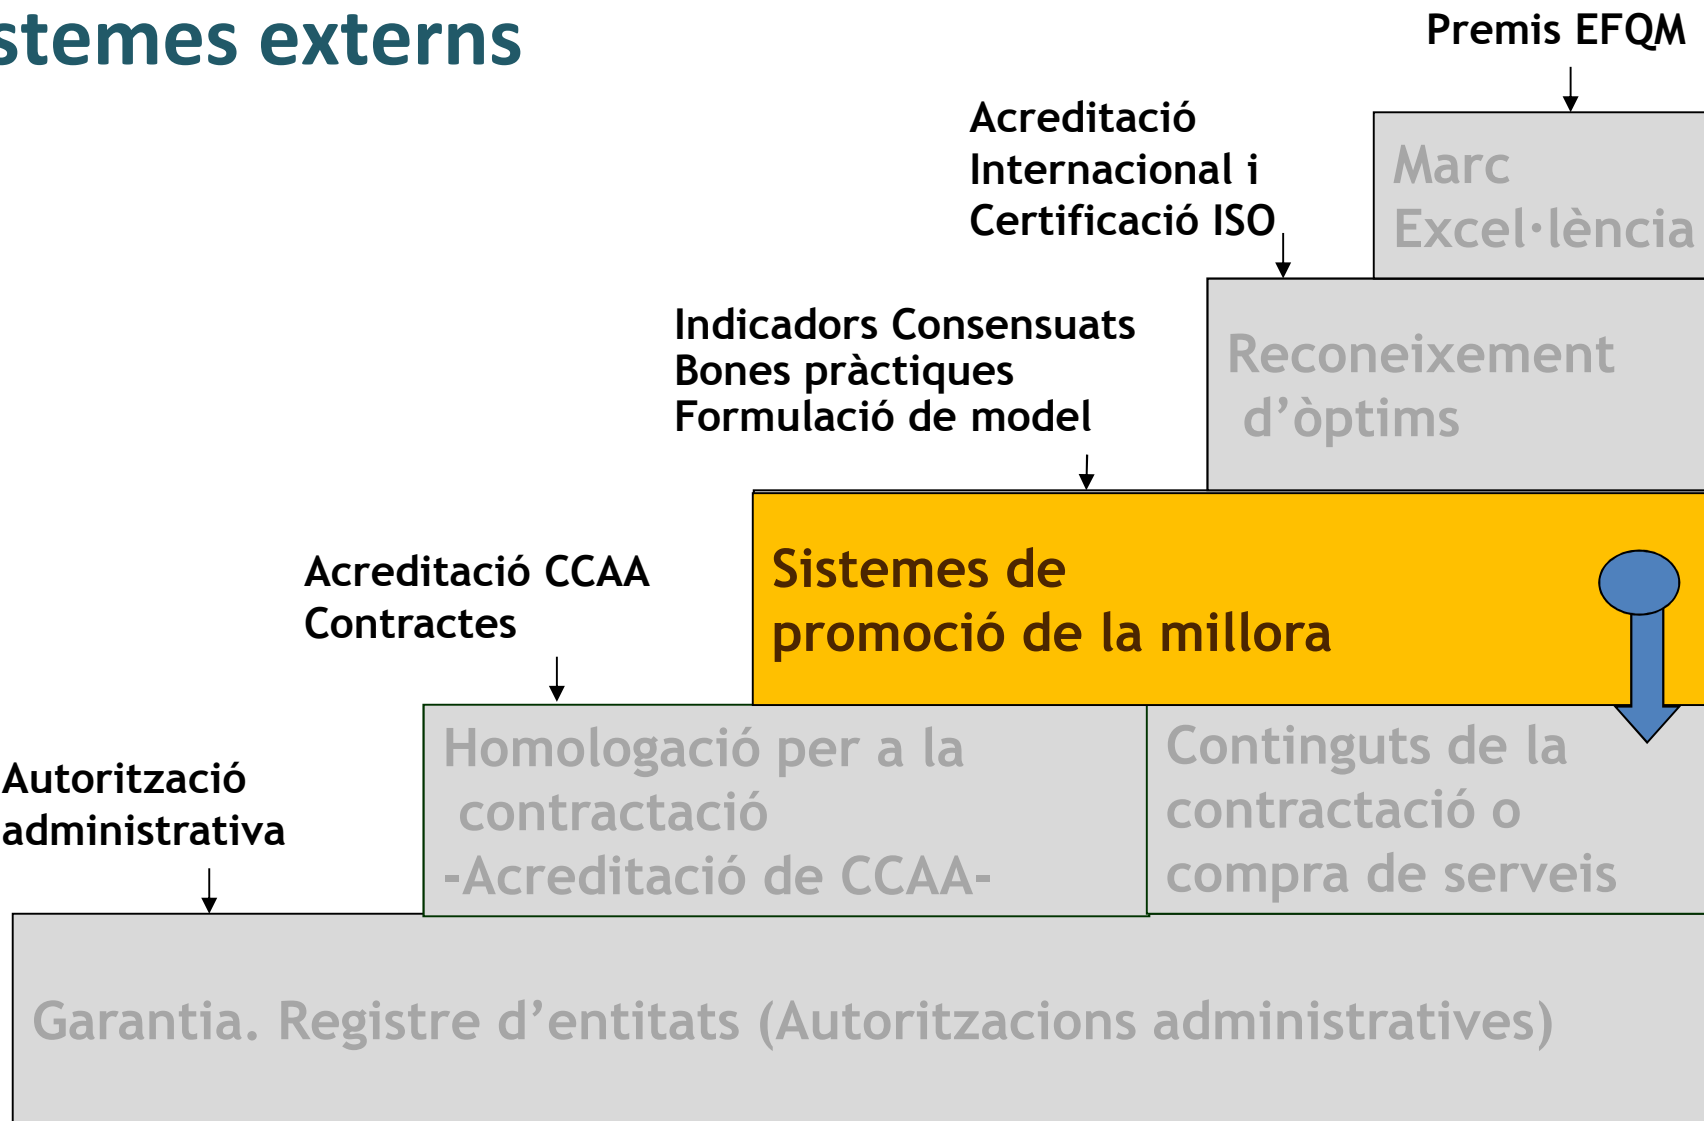 stemes externs
Premis EFQM
Acreditació
Internacional i
Certificació ISO
Marc
Excel·lència
Indicadors Consensuats
Bones pràctiques
Formulació de model
Reconeixement
d’òptims
Acreditació CCAA
Contractes
Sistemes de
promoció de la millora
Autorització
administrativa
Homologació per a la
contractació
-Acreditació de CCAA-
Continguts de la
contractació o
compra de serveis
Garantia. Registre d’entitats (Autoritzacions administratives)